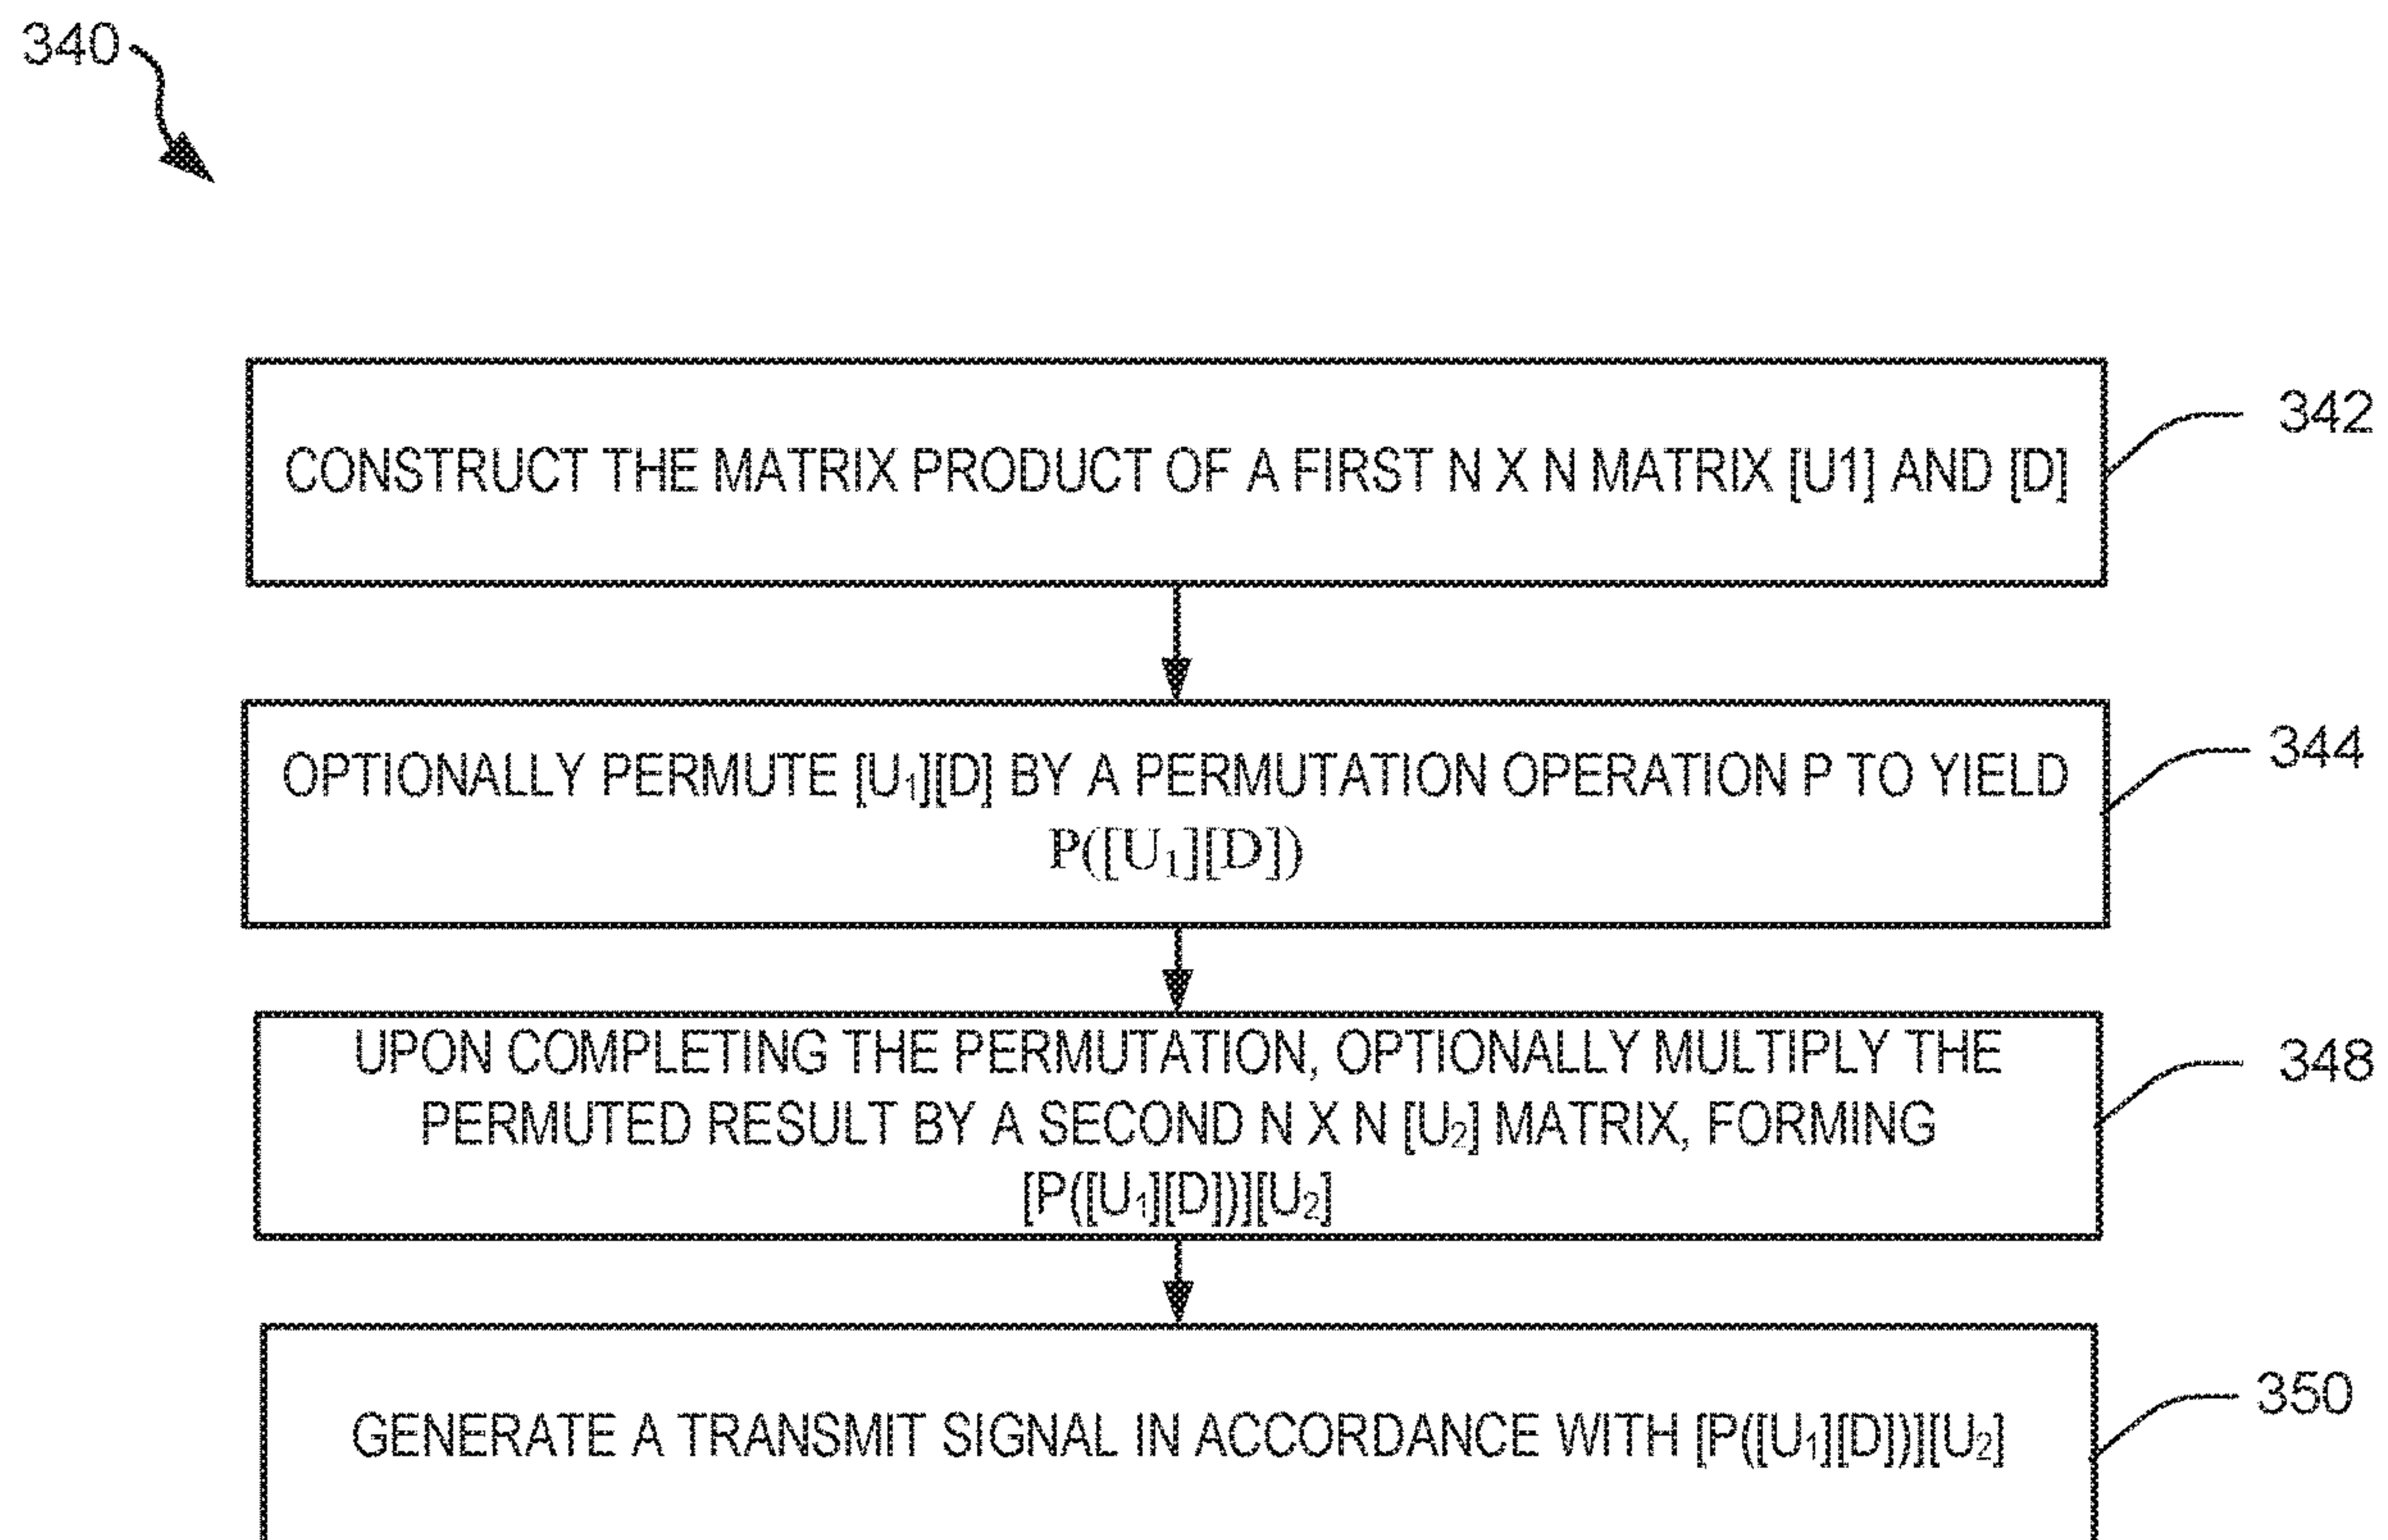 340
CONSTRUCT THE MATRIX PRODUCT OF A FIRST N X N MATRIX [U1] AND [D]
342
OPTIONALLY PERMUTE [U₁][D] BY A PERMUTATION OPERATION P TO YIELD
P([U₁][D])
344
UPON COMPLETING THE PERMUTATION, OPTIONALLY MULTIPLY THE
PERMUTED RESULT BY A SECOND N X N [U₂] MATRIX, FORMING
[P([U₁][D])][U₂]
348
GENERATE A TRANSMIT SIGNAL IN ACCORDANCE WITH [P([U₁][D])][U₂]
350